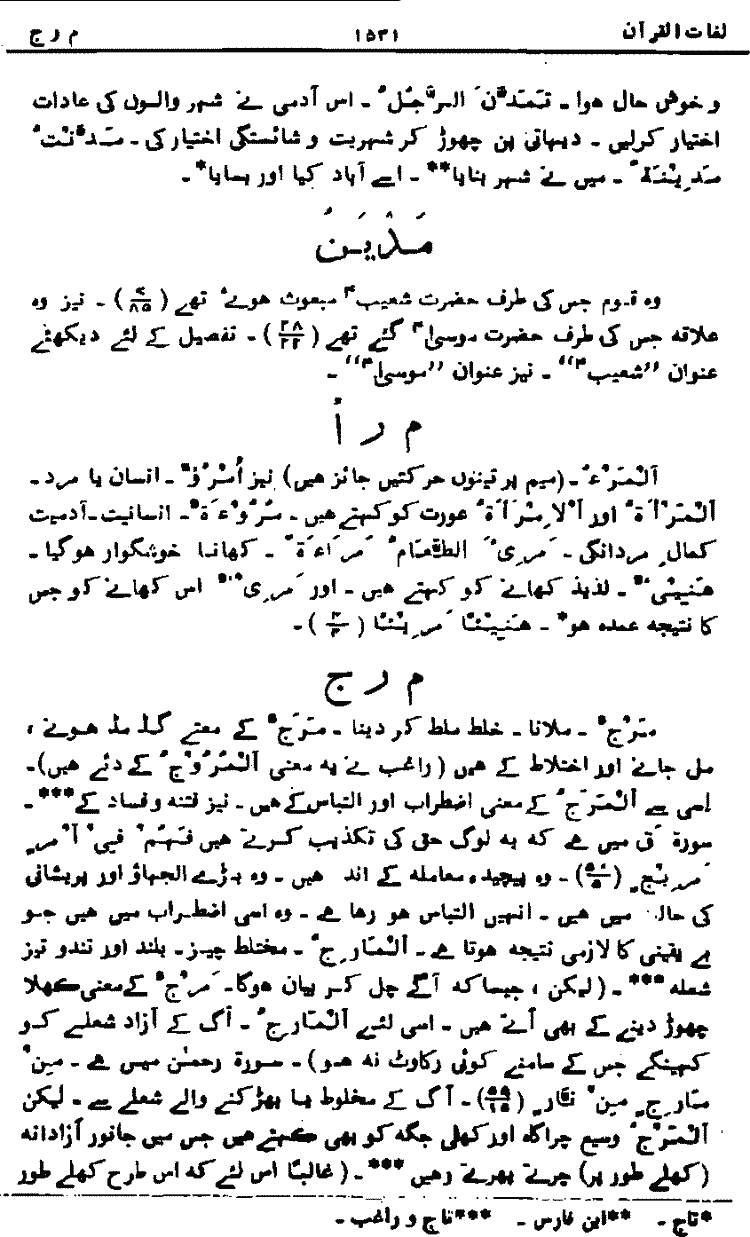 لغات القرآن ۱۵۳۱ م ر ج
و خوش حال ہوا ۔ تَمَدَّنَ الرَّجُلُ ۔ اس آدمی نے شہر والوں کی عادات
اختیار کرلیں ۔ دیہاتی پن چھوڑ کر شہریت و شائستگی اختیار کی ۔ مَدَنْتُ
مَدِیْنَۃً ۔ میں نے شہر بنایا** ۔ اسے آباد کیا اور بسایا* ۔
مَدْیَنُ
وہ قوم جس کی طرف حضرت شعیب؊ مبعوث ہوئے تھے (۷/۸۵) ۔ نیز وہ
علاقہ جس کی طرف حضرت موسیٰ؊ گئے تھے (۲۸/۲۲) ۔ تفصیل کے لئے دیکھئے
عنوان ’’شعیب؊‘‘ ۔ نیز عنوان ’’موسیٰ؊‘‘ ۔
م ر أ
اَلْمَرْءُ ۔ (میم پر تینوں حرکتیں جائز ہیں) نیز اُمْرُؤٌ ۔ انسان یا مرد ۔
اَلْمَرْأَۃُ اور اَلْاِمْرَأَۃُ عورت کو کہتے ہیں ۔ مُرُوْءَۃٌ ۔ انسانیت ۔ آدمیت
کمالِ مردانگی ۔ مَرِیَٔ الطَّعَامُ مَرَاءَۃً ۔ کھانا خوشگوار ہوگیا ۔
ھَنِیْٓیٌٔ ۔ لذیذ کھانے کو کہتے ہیں ۔ اور مَرِیٌٔ اس کھانے کو جس
کا نتیجہ عمدہ ہو* ۔ ھَنِیْئًا مَرِیْئًا (۴/۴) ۔
م ر ج
مَرْجٌ ۔ ملانا ۔ خلط ملط کر دینا ۔ مَرَجٌ کے معنے گڈ مڈ ہونے ،
مل جانے اور اختلاط کے ہیں (راغب نے یہ معنی اَلْمُرُوْجُ کے دئے ہیں) ۔
اسی سے اَلْمَرَجُ کے معنی اضطراب اور التباس کے ہیں ۔ نیز فتنہ و فساد کے*** ۔
سورۃ قٓ میں ہے کہ یہ لوگ حق کی تکذیب کرتے ہیں فَہُمْ فِیْ اَمْرٍ
مَرِیْجٍ (۵۰/۵) ۔ وہ پیچیدہ معاملہ کے اند ہیں ۔ وہ بڑے الجھاؤ اور پریشانی
کی حال میں ہیں ۔ انہیں التباس ہو رہا ہے ۔ وہ اسی اضطراب میں ہیں جو
بے یقینی کا لازمی نتیجہ ہوتا ہے ۔ اَلْمَارِجُ ۔ مختلط چیز ۔ بلند اور تندو تیز
شعلہ*** ۔ (لیکن ، جیسا کہ آگے چل کر بیان ہوگا ۔ مَرْجٌ کے معنی کھلا
چھوڑ دینے کے بھی آتے ہیں ۔ اسی لئے اَلْمَارِجُ ۔ آگ کے آزاد شعلے کو
کہینگے جس کے سامنے کوئی رکاوٹ نہ ہو) ۔ سورۃ رحمٰن میں ہے ۔ مِنْ
مَّارِجٍ مِنْ نَّارٍ (۵۵/۱۵) ۔ آگ کے مخلوط یا بھڑکنے والے شعلے سے ۔ لیکن
اَلْمَرْجُ وسیع چراگاہ اور کھلی جگہ کو بھی کہتے ہیں جس میں جانور آزادانہ
(کھلے طور پر) چرتے پھرتے رہیں*** ۔ (غالبًا اس لئے کہ اس طرح کھلے طور
*تاج ۔ **ابن فارس ۔ ***تاج و راغب ۔